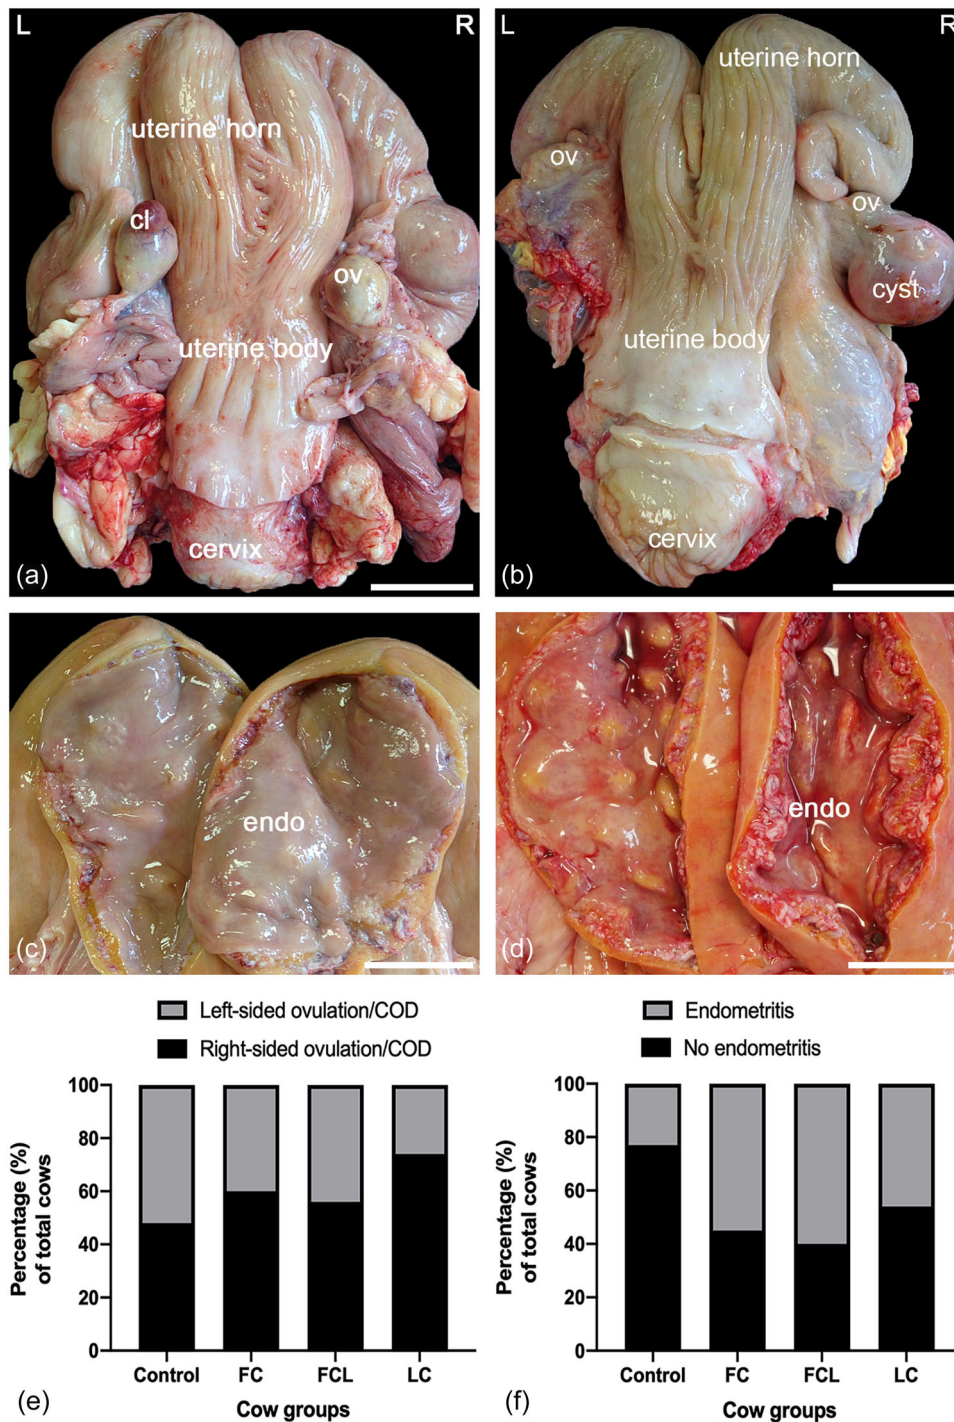 L
R
uterine horn
cl
ov
uterine body
cervix
(a)
L
R
uterine horn
ov
ov
cyst
uterine body
cervix
(b)
endo
(c)
endo
(d)
Left-sided ovulation/COD
Right-sided ovulation/COD
Percentage (%)
of total cows
100
80
60
40
20
0
Control FC FCL LC
Cow groups
(e)
Endometritis
No endometritis
Percentage (%)
of total cows
100
80
60
40
20
0
Control FC FCL LC
Cow groups
(f)